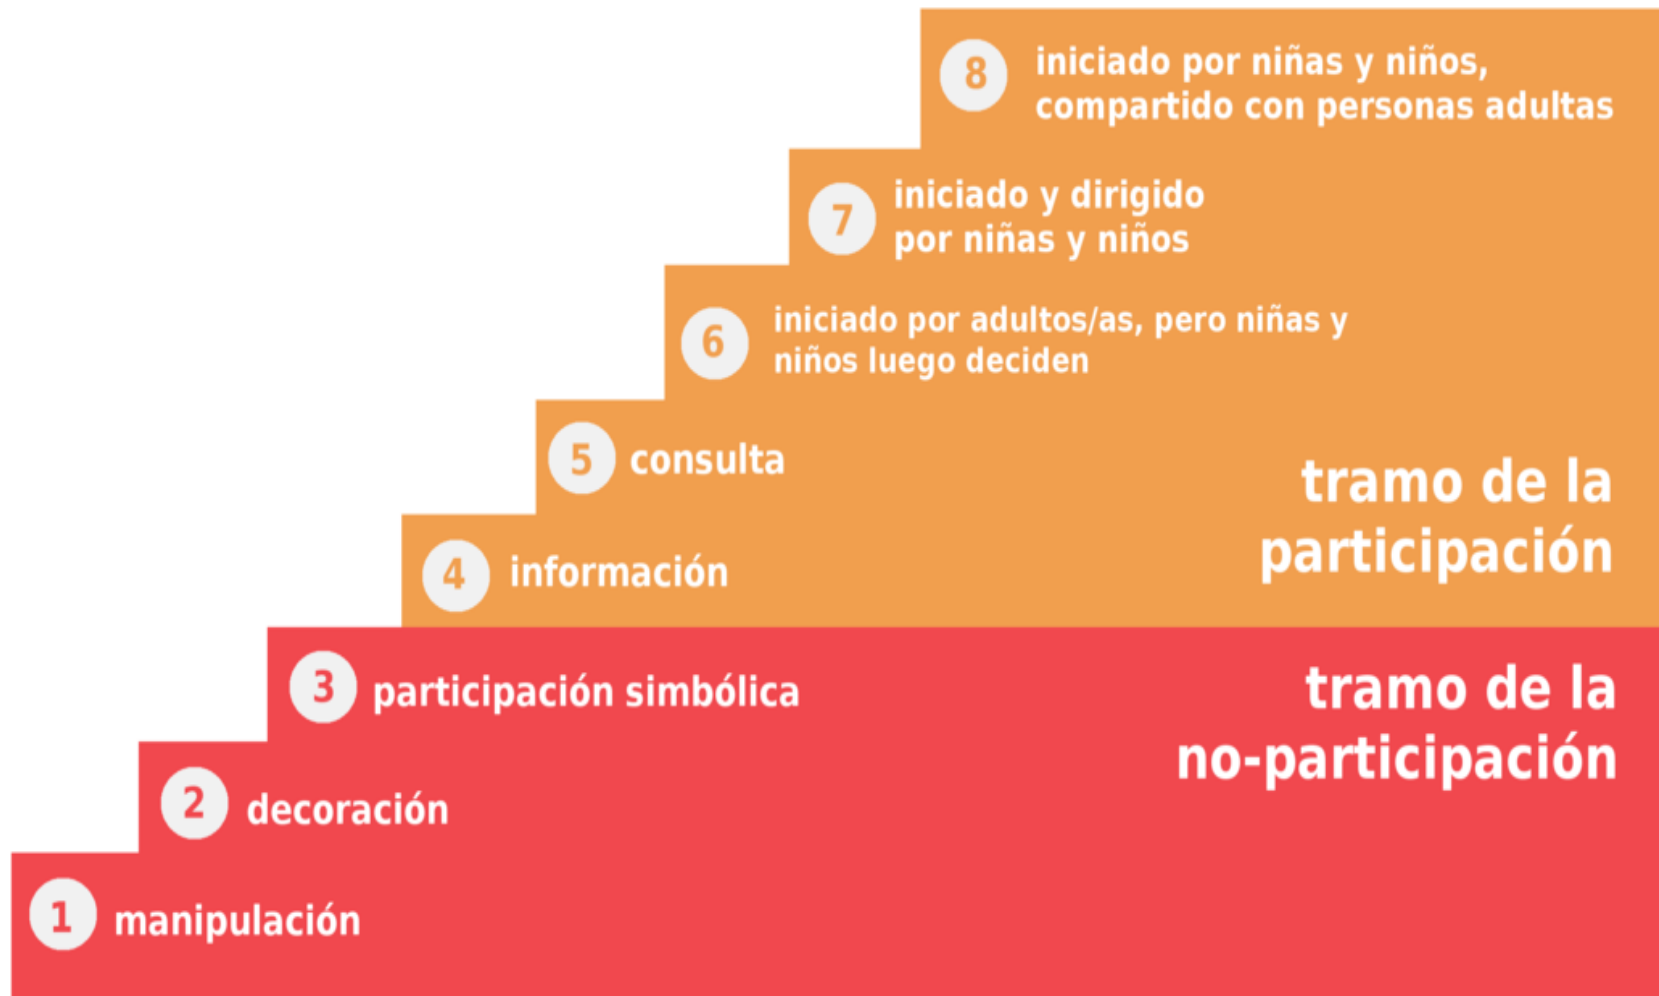 8
iniciado por niñas y niños,
compartido con personas adultas
7
iniciado y dirigido
por niñas y niños
6
iniciado por adultos/as, pero niñas y
niños luego deciden
5
consulta
tramo de la
participación
4
información
3
participación simbólica
tramo de la
no-participación
2
decoración
1
manipulación